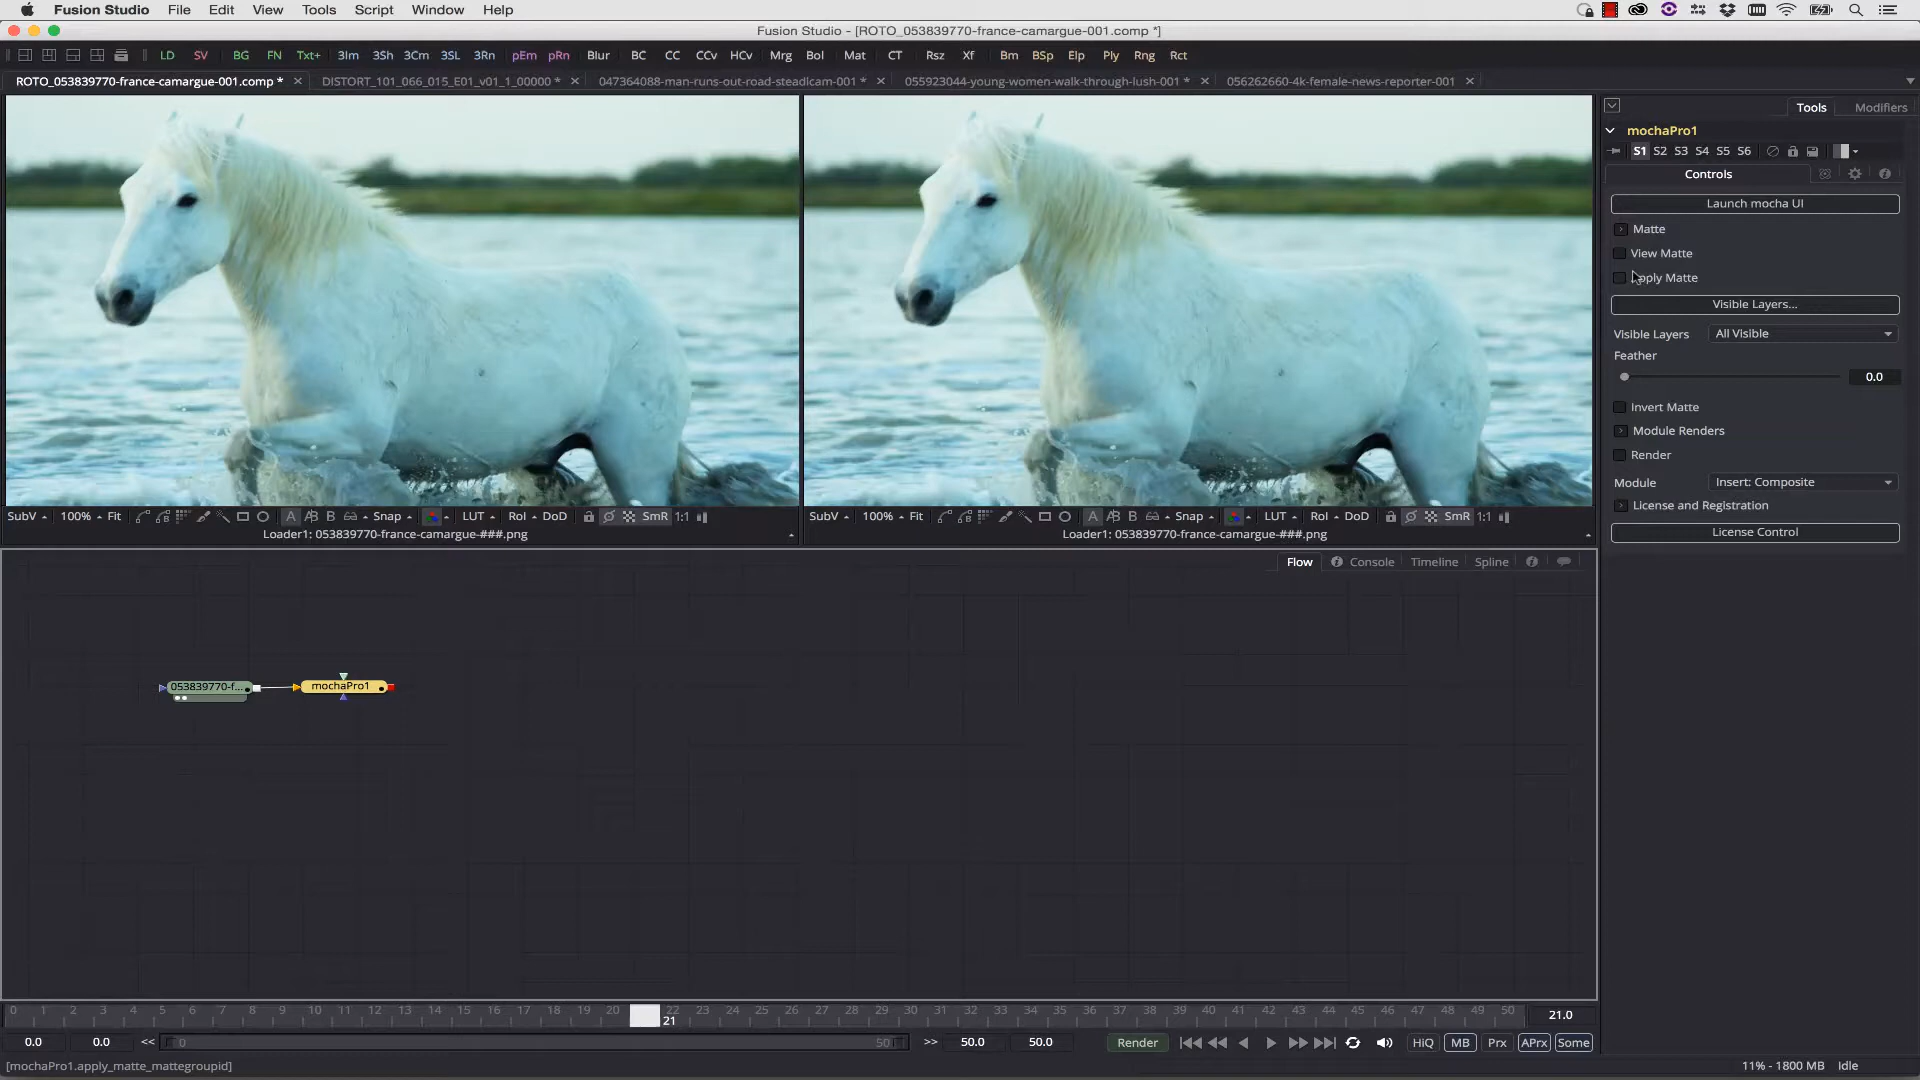 Fusion Studio File Edit View Tools Script Window Help
Fusion Studio - [ROTO_053839770-france-camargue-001.comp *]
LD SV BG FN Txt+ 3Im 3Sh 3Cm 3SL 3Rn pEm pRn Blur BC CC CCv HCv Mrg Bol Mat CT Rsz Xf Bm BSp Elp Ply Rng Rct
ROTO_053839770-france-camargue-001.comp * DISTORT_101_066_015_E01_v01_1_00000 * 047364088-man-runs-out-road-steadicam-001 * 055923044-young-women-walk-through-lush-001 * 056262660-4k-female-news-reporter-001
Tools Modifiers
mochaPro1
S1 S2 S3 S4 S5 S6
Controls
Launch mocha UI
Matte
View Matte
pply Matte
Visible Layers...
Visible Layers All Visible
Feather
0.0
Invert Matte
Module Renders
Render
Module Insert: Composite
License and Registration
License Control
SubV 100% Fit A B Snap LUT RoI DoD SmR 1:1
SubV 100% Fit A B Snap LUT RoI DoD SmR 1:1
Loader1: 053839770-france-camargue-###.png
Loader1: 053839770-france-camargue-###.png
Flow Console Timeline Spline
053839770-f... mochaPro1
0 1 2 3 4 5 6 7 8 9 10 11 12 13 14 15 16 17 18 19 20 22 23 24 25 26 27 28 29 30 31 32 33 34 35 36 37 38 39 40 41 42 43 44 45 46 47 48 49 50
21 21.0
0.0 0.0 << 0 50 >> 50.0 50.0 Render HiQ MB Prx APrx Some
[mochaPro1.apply_matte_mattegroupid] 11% - 1800 MB Idle